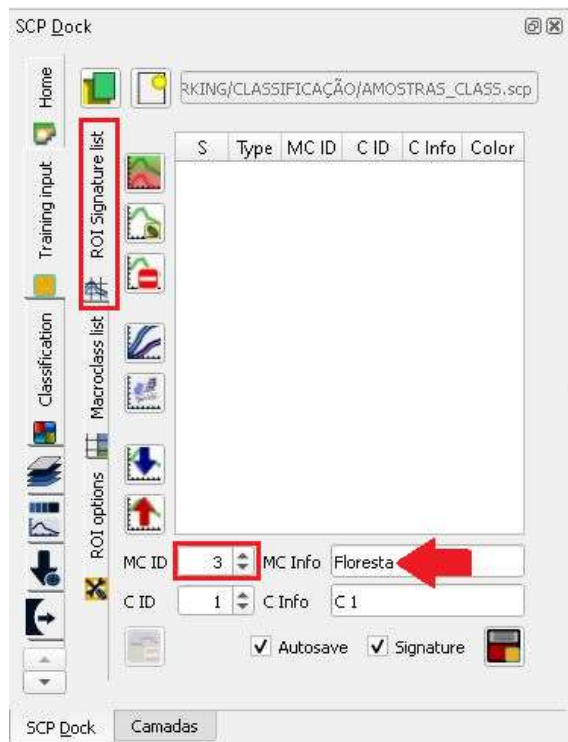 SCP Dock
Home
Training input
Classification
ROI Signature list
Macroclass list
ROI options
RKING/CLASSIFICAÇÃO/AMOSTRAS_CLASS.scp
S Type MC ID C ID C Info Color
MC ID 3 MC Info Floresta
C ID 1 C Info C 1
Autosave Signature
SCP Dock Camadas